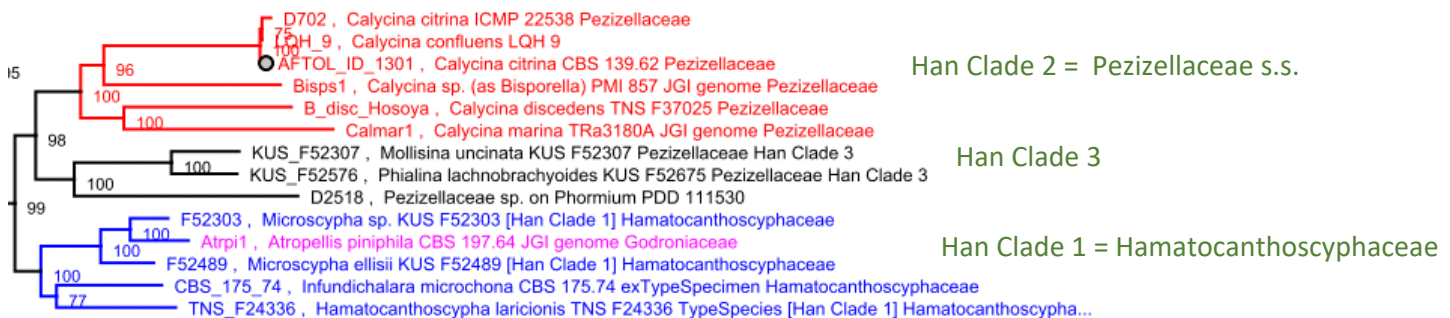 D702 , Calycina citrina ICMP 22538 Pezizellaceae
75
LQH_9 , Calycina confluens LQH 9
100
AFTOL_ID_1301 , Calycina citrina CBS 139.62 Pezizellaceae
Han Clade 2 = Pezizellaceae s.s.
96
Bisps1 , Calycina sp. (as Bisporella) PMI 857 JGI genome Pezizellaceae
100
B_disc_Hosoya , Calycina discedens TNS F37025 Pezizellaceae
100
Calmar1 , Calycina marina TRa3180A JGI genome Pezizellaceae
98
KUS_F52307 , Mollisina uncinata KUS F52307 Pezizellaceae Han Clade 3
Han Clade 3
100
KUS_F52576 , Phialina lachnobrachyoides KUS F52675 Pezizellaceae Han Clade 3
100
D2518 , Pezizellaceae sp. on Phormium PDD 111530
99
F52303 , Microscypha sp. KUS F52303 [Han Clade 1] Hamatocanthoscyphaceae
100
Atrpi1 , Atropellis piniphila CBS 197.64 JGI genome Godroniaceae
Han Clade 1 = Hamatocanthoscyphaceae
100
F52489 , Microscypha ellisii KUS F52489 [Han Clade 1] Hamatocanthoscyphaceae
100
CBS_175_74 , Infundichalara microchona CBS 175.74 exTypeSpecimen Hamatocanthoscyphaceae
77
TNS_F24336 , Hamatocanthoscypha laricionis TNS F24336 TypeSpecies [Han Clade 1] Hamatocanthoscypha...